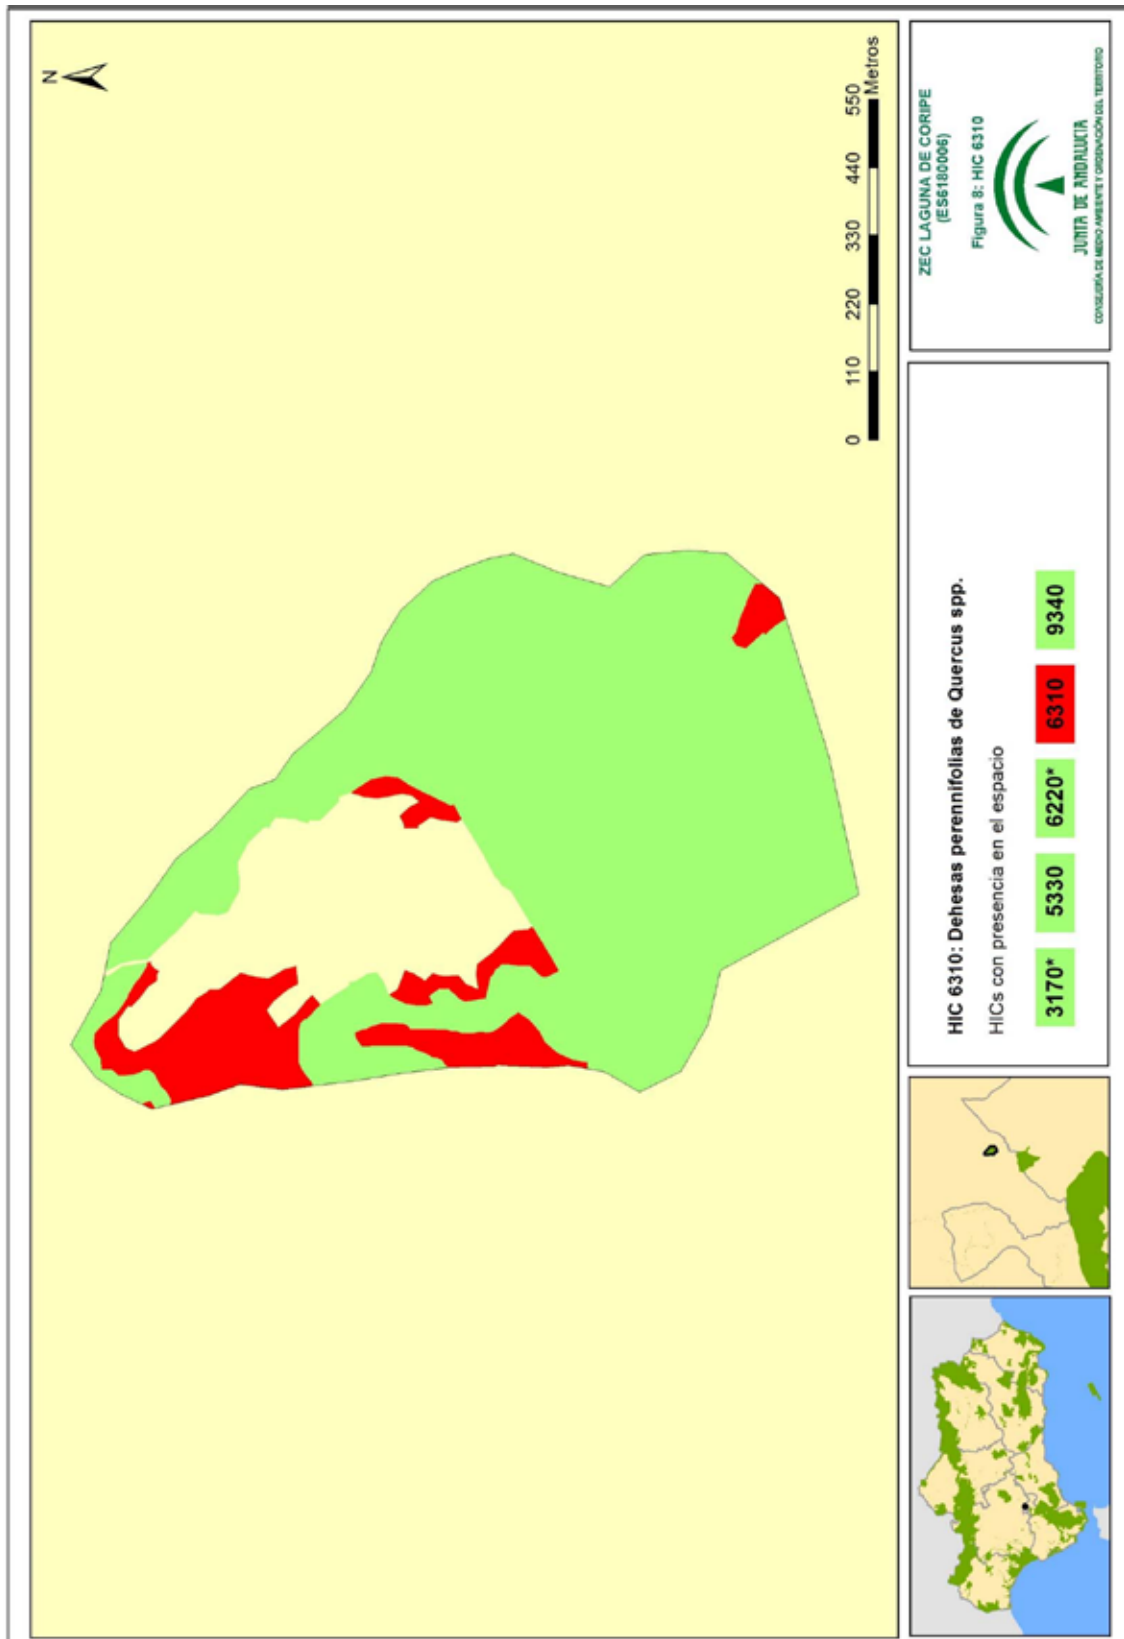 N
0 110 220 330 440 550
Metros
HIC 6310: Dehesas perennifolias de Quercus spp.
HICs con presencia en el espacio
3170* 5330 6220* 6310 9340
ZEC LAGUNA DE CORIPE
(ES6180006)
Figura 8: HIC 6310
JUNTA DE ANDALUCIA
CONSEJERÍA DE MEDIO AMBIENTE Y ORDENACIÓN DEL TERRITORIO